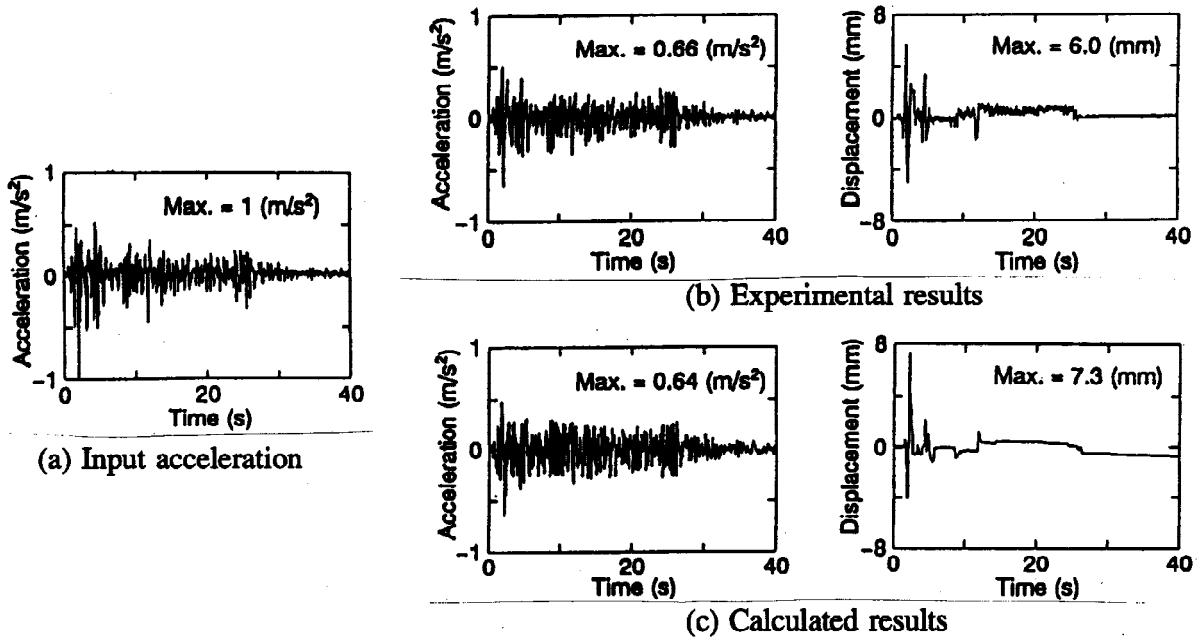 Acceleration (m/s²)
1
0
−1
Max. = 1 (m/s²)
0 20 40
Time (s)
(a) Input acceleration
Acceleration (m/s²)
1
0
−1
Max. = 0.66 (m/s²)
0 20 40
Time (s)
Displacement (mm)
8
0
−8
Max. = 6.0 (mm)
0 20 40
Time (s)
(b) Experimental results
Acceleration (m/s²)
1
0
−1
Max. = 0.64 (m/s²)
0 20 40
Time (s)
Displacement (mm)
8
0
−8
Max. = 7.3 (mm)
0 20 40
Time (s)
(c) Calculated results